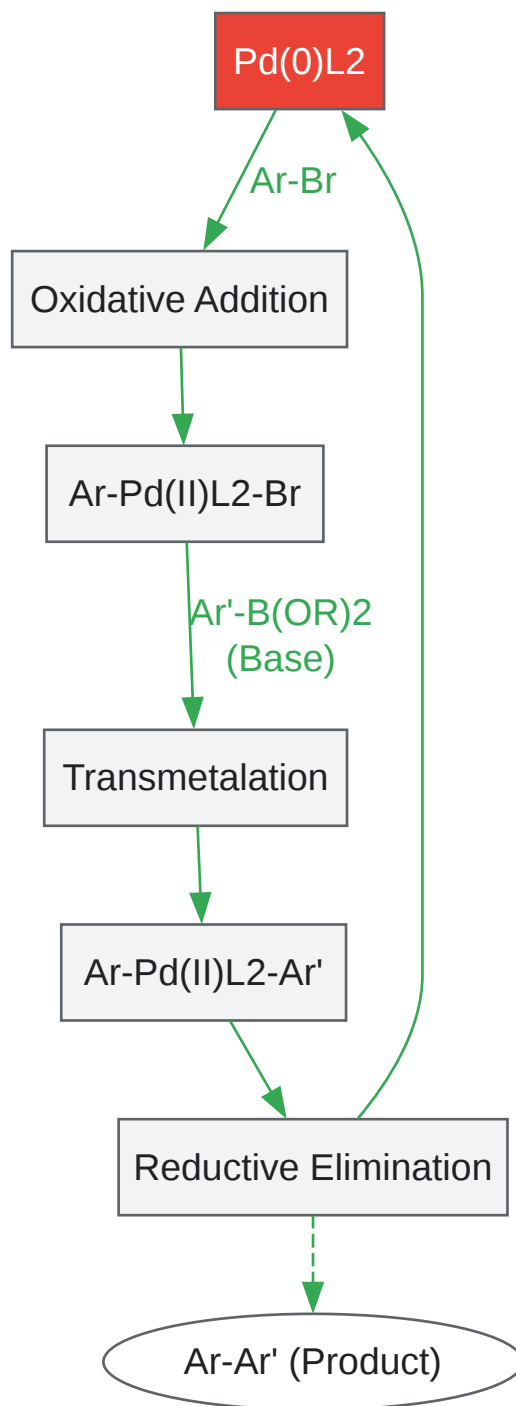 Pd(0)L2
Ar-Br
Oxidative Addition
Ar-Pd(II)L2-Br
Ar'-B(OR)2
(Base)
Transmetalation
Ar-Pd(II)L2-Ar'
Reductive Elimination
Ar-Ar' (Product)